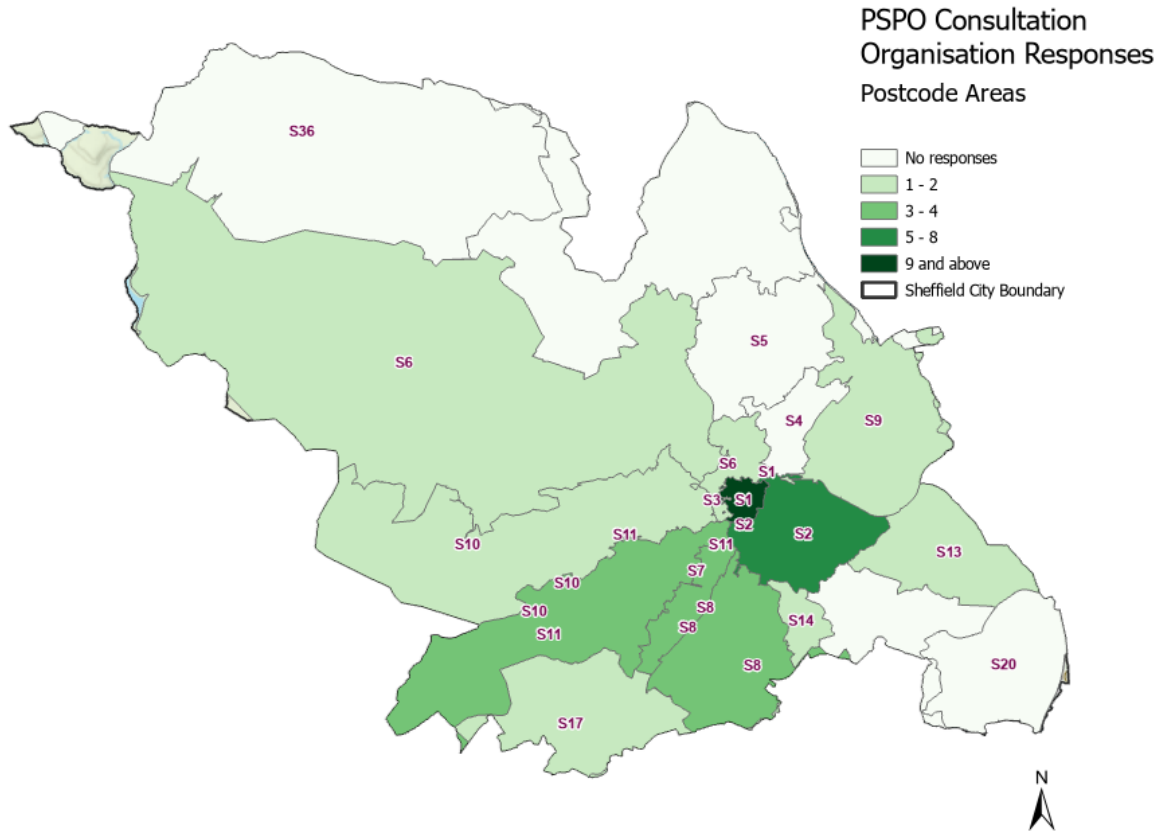 PSPO Consultation
Organisation Responses
Postcode Areas
No responses
1 - 2
3 - 4
5 - 8
9 and above
Sheffield City Boundary
S36
S5
S6
S4
S9
S6
S1
S3
S1
S2
S2
S11
S10
S11
S13
S7
S10
S8
S10
S14
S8
S11
S8
S20
S17
N